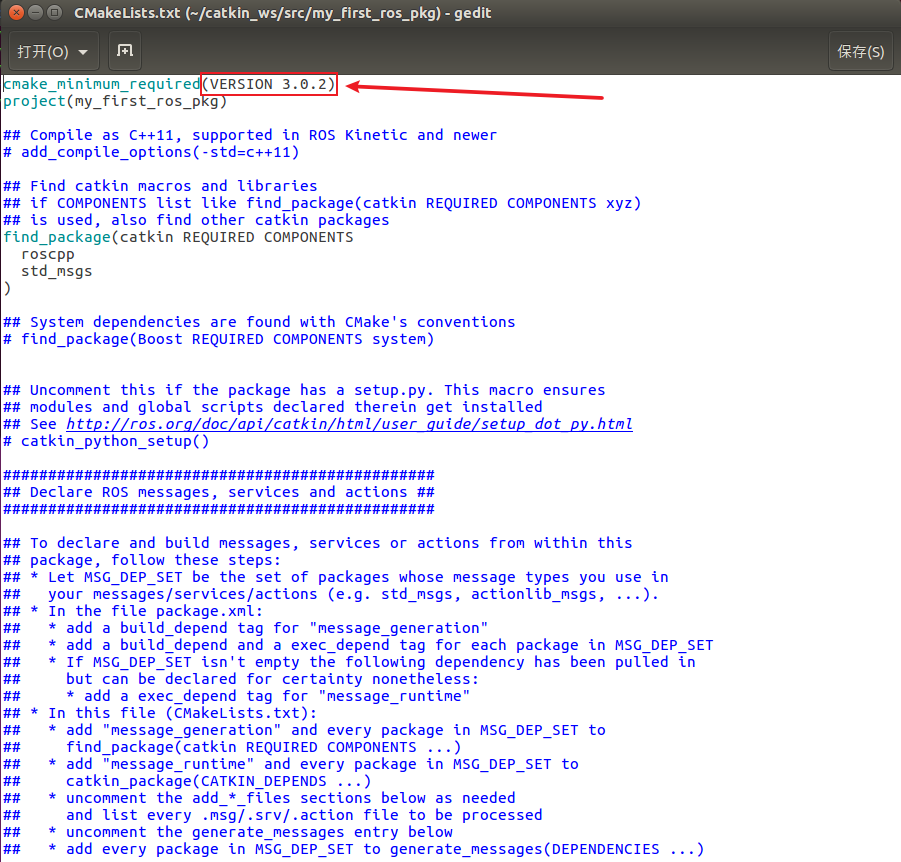 CMakeLists.txt (~/catkin_ws/src/my_first_ros_pkg) - gedit
打开(O) 保存(S)
cmake_minimum_required(VERSION 3.0.2)
project(my_first_ros_pkg)
## Compile as C++11, supported in ROS Kinetic and newer
# add_compile_options(-std=c++11)
## Find catkin macros and libraries
## if COMPONENTS list like find_package(catkin REQUIRED COMPONENTS xyz)
## is used, also find other catkin packages
find_package(catkin REQUIRED COMPONENTS
  roscpp
  std_msgs
)
## System dependencies are found with CMake's conventions
# find_package(Boost REQUIRED COMPONENTS system)
## Uncomment this if the package has a setup.py. This macro ensures
## modules and global scripts declared therein get installed
## See http://ros.org/doc/api/catkin/html/user_guide/setup_dot_py.html
# catkin_python_setup()
################################################
## Declare ROS messages, services and actions ##
################################################
## To declare and build messages, services or actions from within this
## package, follow these steps:
## * Let MSG_DEP_SET be the set of packages whose message types you use in
##   your messages/services/actions (e.g. std_msgs, actionlib_msgs, ...).
## * In the file package.xml:
##   * add a build_depend tag for "message_generation"
##   * add a build_depend and a exec_depend tag for each package in MSG_DEP_SET
##   * If MSG_DEP_SET isn't empty the following dependency has been pulled in
##     but can be declared for certainty nonetheless:
##     * add a exec_depend tag for "message_runtime"
## * In this file (CMakeLists.txt):
##   * add "message_generation" and every package in MSG_DEP_SET to
##     find_package(catkin REQUIRED COMPONENTS ...)
##   * add "message_runtime" and every package in MSG_DEP_SET to
##     catkin_package(CATKIN_DEPENDS ...)
##   * uncomment the add_*_files sections below as needed
##     and list every .msg/.srv/.action file to be processed
##   * uncomment the generate_messages entry below
##   * add every package in MSG_DEP_SET to generate_messages(DEPENDENCIES ...)